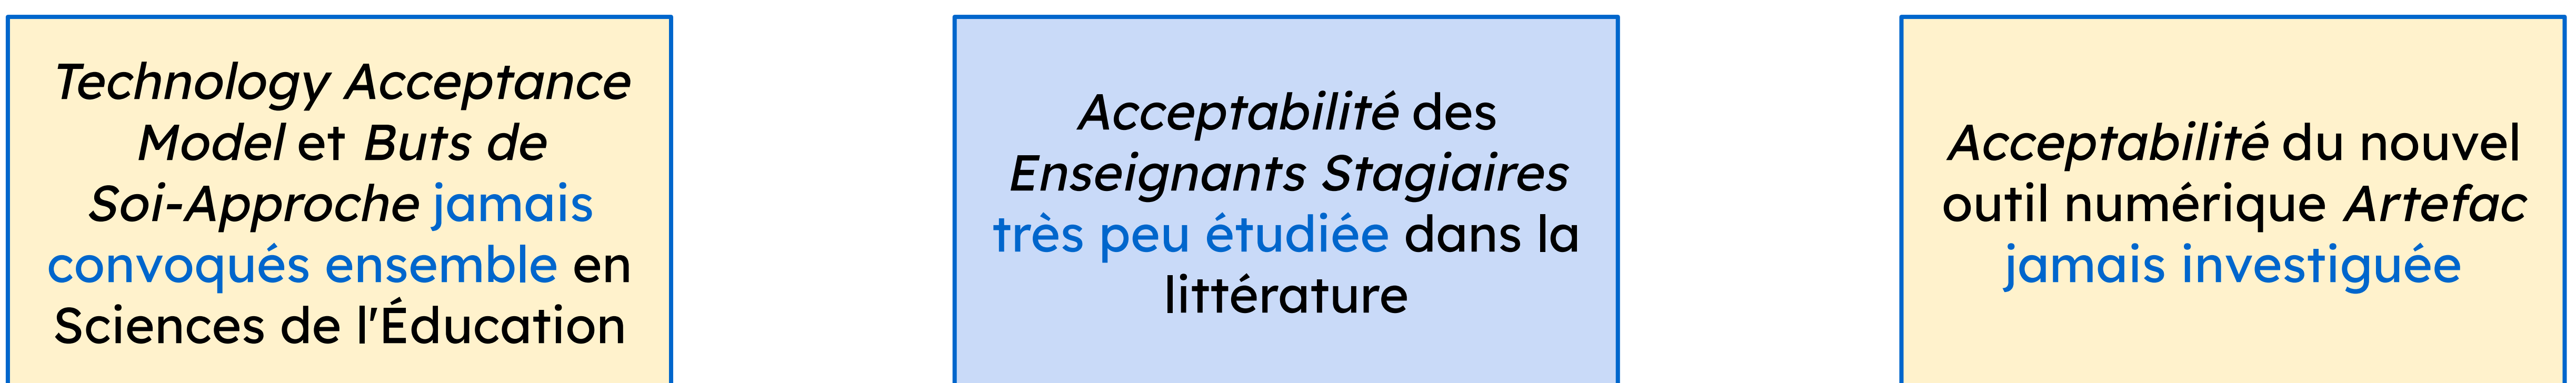 Technology Acceptance
Model et Buts de
Soi-Approche jamais
convoqués ensemble en
Sciences de l'Éducation
Acceptabilité des
Enseignants Stagiaires
très peu étudiée dans la
littérature
Acceptabilité du nouvel
outil numérique Artefac
jamais investiguée